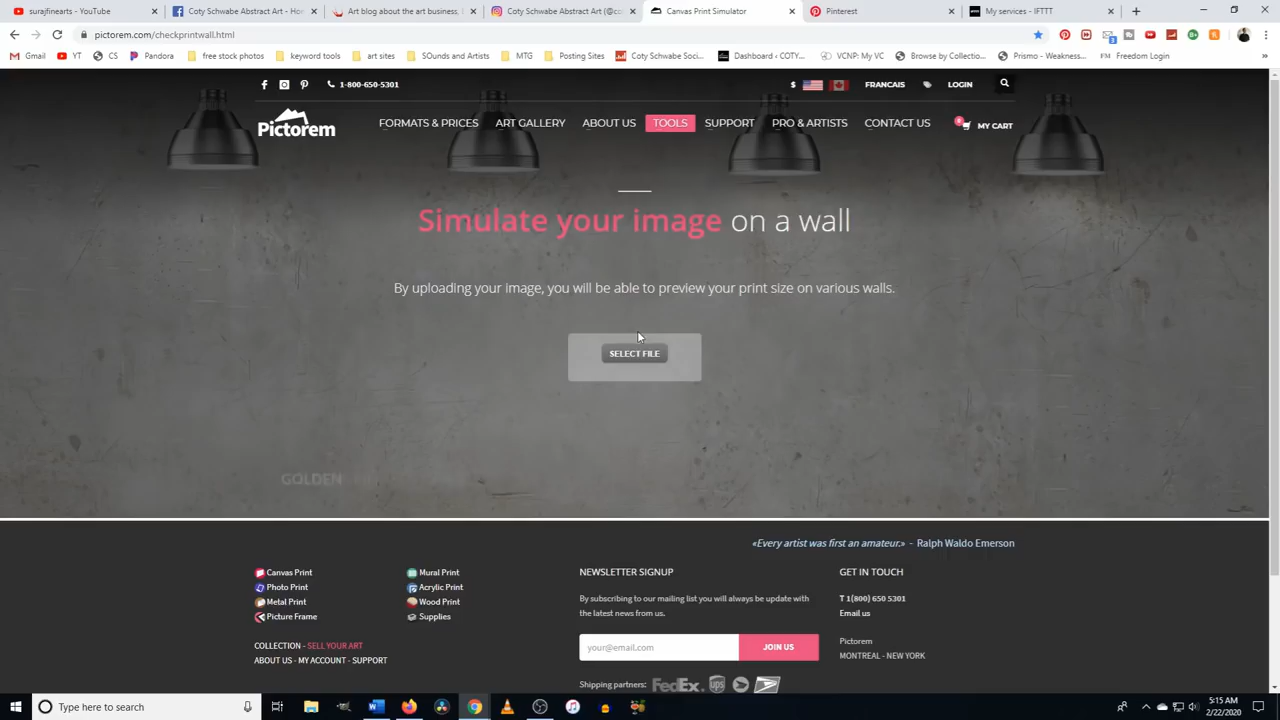 surajfinearts - YouTube
Coty Schwabe Abstract Art - Ho
Art blog about the art business,
Coty Schwabe Abstract Art (@c
Canvas Print Simulator
Pinterest
My services - IFTTT
pictorem.com/checkprintwall.html
Gmail
YT
CS
Pandora
free stock photos
keyword tools
art sites
SOunds and Artists
MTG
Posting Sites
Coty Schwabe Soci...
Dashboard ‹ COTY...
VCNP: My VC
Browse by Collectio...
Prismo - Weakness...
Freedom Login
1-800-650-5301
$
FRANCAIS
LOGIN
Pictorem
FORMATS & PRICES
ART GALLERY
ABOUT US
TOOLS
SUPPORT
PRO & ARTISTS
CONTACT US
0
MY CART
Simulate your image on a wall
By uploading your image, you will be able to preview your print size on various walls.
SELECT FILE
GOLDEN
«Every artist was first an amateur.» - Ralph Waldo Emerson
Canvas Print
Photo Print
Metal Print
Picture Frame
Mural Print
Acrylic Print
Wood Print
Supplies
COLLECTION - SELL YOUR ART
ABOUT US - MY ACCOUNT - SUPPORT
NEWSLETTER SIGNUP
By subscribing to our mailing list you will always be update with
the latest news from us.
your@email.com
JOIN US
Shipping partners: FedEx ups
GET IN TOUCH
T 1(800) 650 5301
Email us
Pictorem
MONTREAL - NEW YORK
Type here to search
5:15 AM
2/22/2020